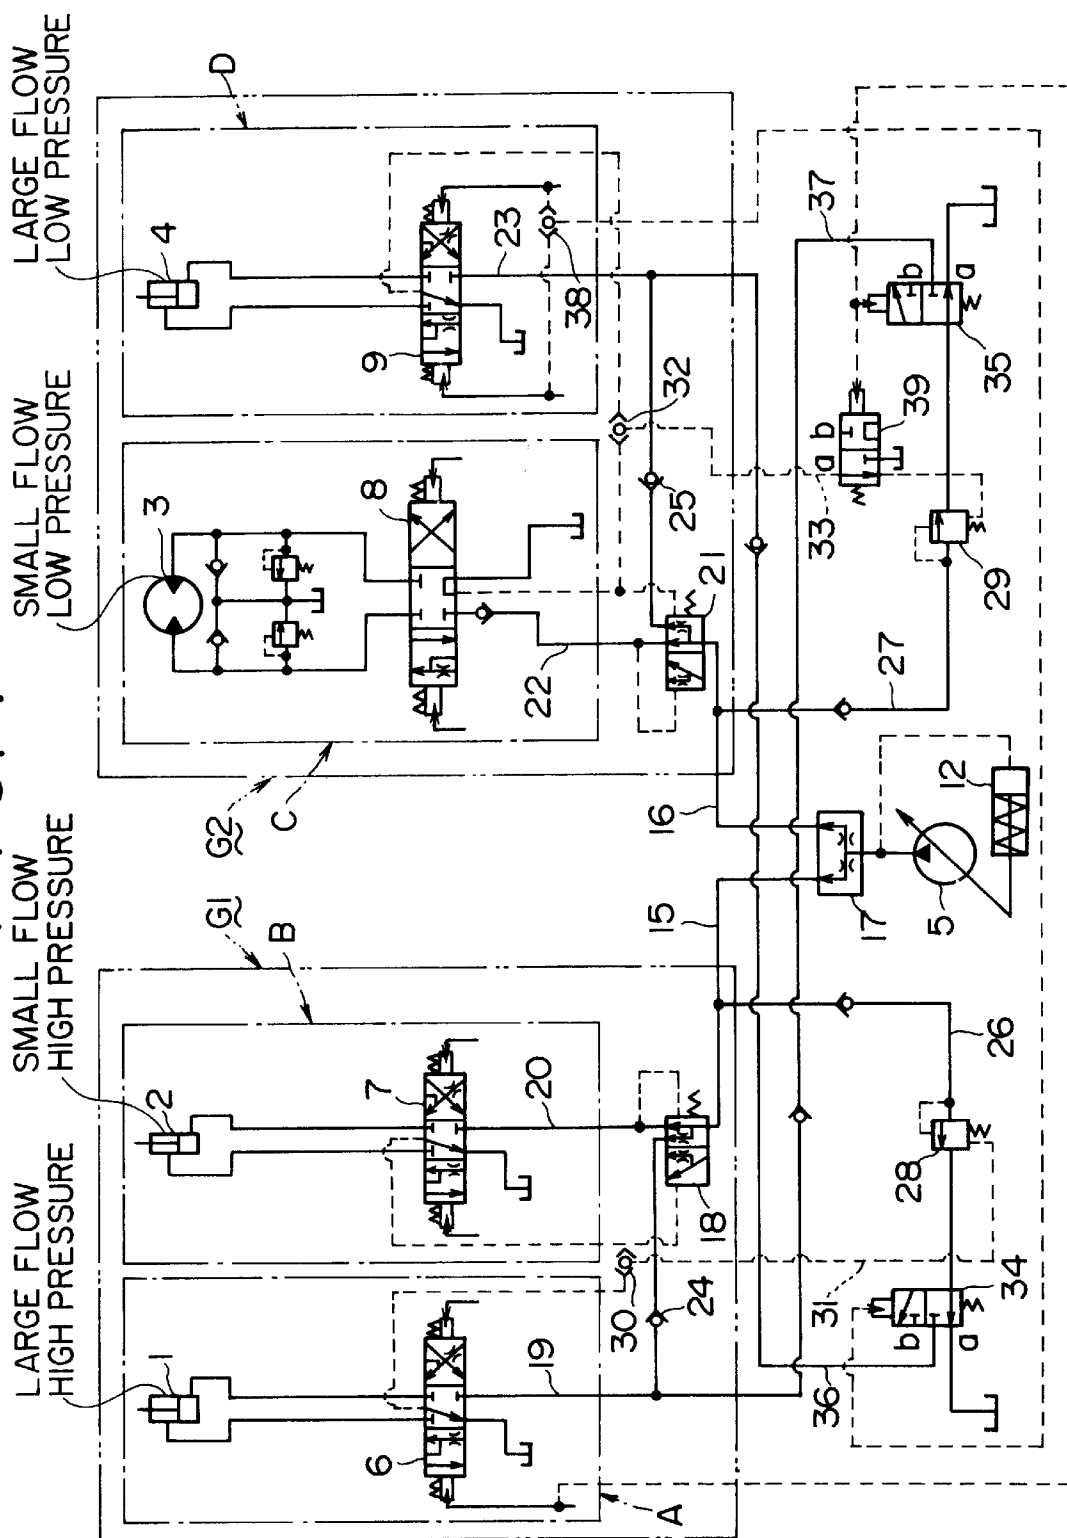 LARGE FLOW
HIGH PRESSURE
SMALL FLOW
HIGH PRESSURE
SMALL FLOW
LOW PRESSURE
LARGE FLOW
LOW PRESSURE
1
2
3
4
G1
G2
A
B
C
D
6
7
8
9
19
20
22
23
38
30
24
18
15
16
21
25
32
36
31
17
33
39
a
b
37
34
b
a
28
26
5
12
27
29
35
b
a